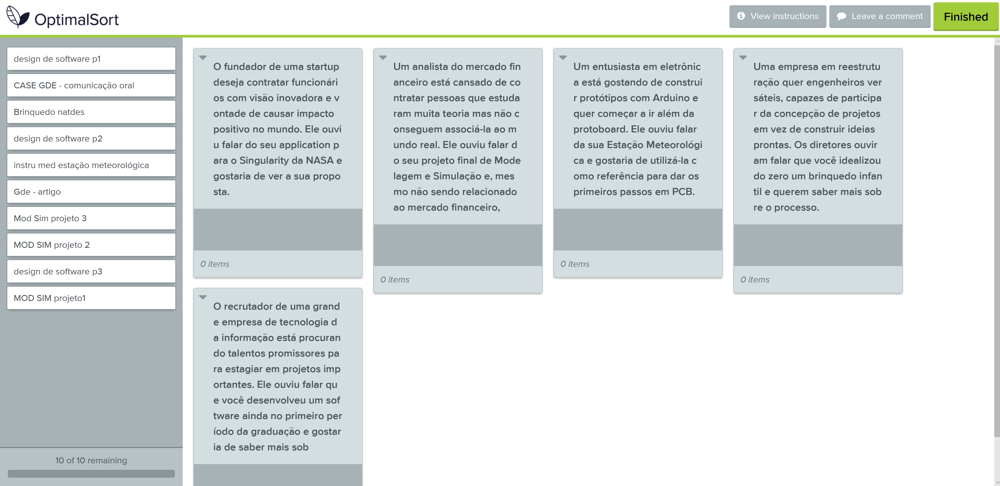 OptimalSort
View instructions
Leave a comment
Finished
design de software p1
CASE GDE - comunicação oral
Brinquedo natdes
design de software p2
instru med estação meteorológica
Gde - artigo
Mod Sim projeto 3
MOD SIM projeto 2
design de software p3
MOD SIM projeto1
10 of 10 remaining
O fundador de uma startup
deseja contratar funcionári
os com visão inovadora e v
ontade de causar impacto
positivo no mundo. Ele ouvi
u falar do seu application p
ara o Singularity da NASA e
gostaria de ver a sua propo
sta.
0 items
Um analista do mercado fin
anceiro está cansado de co
ntratar pessoas que estuda
ram muita teoria mas não c
onseguem associá-la ao m
undo real. Ele ouviu falar d
o seu projeto final de Mode
lagem e Simulação e, mes
mo não sendo relacionado
ao mercado financeiro,
0 items
Um entusiasta em eletrônic
a está gostando de construi
r protótipos com Arduino e
quer começar a ir além da
protoboard. Ele ouviu falar
da sua Estação Meteorológi
ca e gostaria de utilizá-la c
omo referência para dar os
primeiros passos em PCB.
0 items
Uma empresa em reestrutu
ração quer engenheiros ver
sáteis, capazes de participa
r da concepção de projetos
em vez de construir ideias
prontas. Os diretores ouvir
am falar que você idealizou
do zero um brinquedo infan
til e querem saber mais sob
re o processo.
0 items
O recrutador de uma grand
e empresa de tecnologia d
a informação está procuran
do talentos promissores pa
ra estagiar em projetos imp
ortantes. Ele ouviu falar qu
e você desenvolveu um sof
tware ainda no primeiro per
íodo da graduação e gostar
ia de saber mais sob